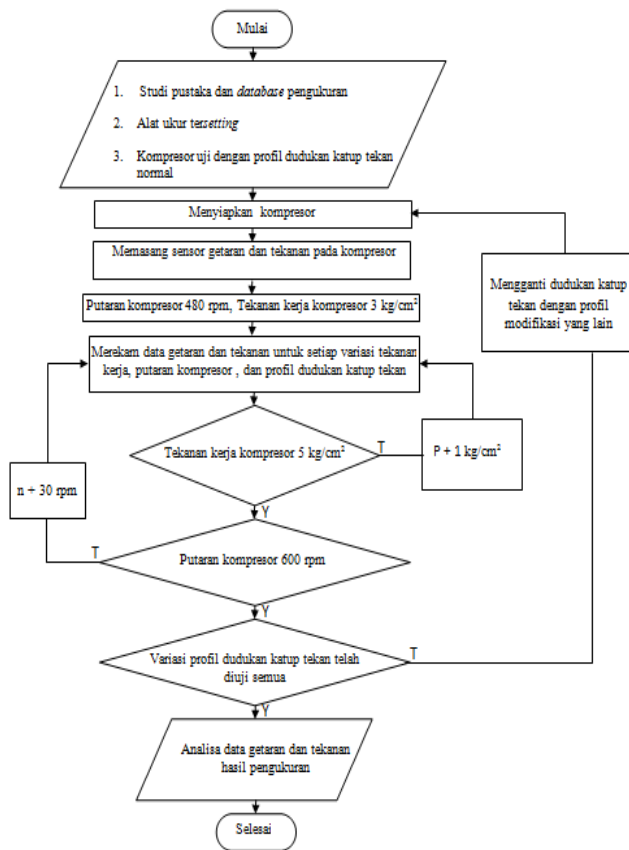 Mulai
1. Studi pustaka dan database pengukuran
2. Alat ukur tersetting
3. Kompresor uji dengan profil dudukan katup tekan
normal
Menyiapkan kompresor
Memasang sensor getaran dan tekanan pada kompresor
Putaran kompresor 480 rpm, Tekanan kerja kompresor 3 kg/cm²
Mengganti dudukan katup
tekan dengan profil
modifikasi yang lain
Merekam data getaran dan tekanan untuk setiap variasi tekanan
kerja, putaran kompresor , dan profil dudukan katup tekan
Tekanan kerja kompresor 5 kg/cm²
T
P + 1 kg/cm²
n + 30 rpm
Y
T
Putaran kompresor 600 rpm
Y
Variasi profil dudukan katup tekan telah
diuji semua
T
Y
Analisa data getaran dan tekanan
hasil pengukuran
Selesai